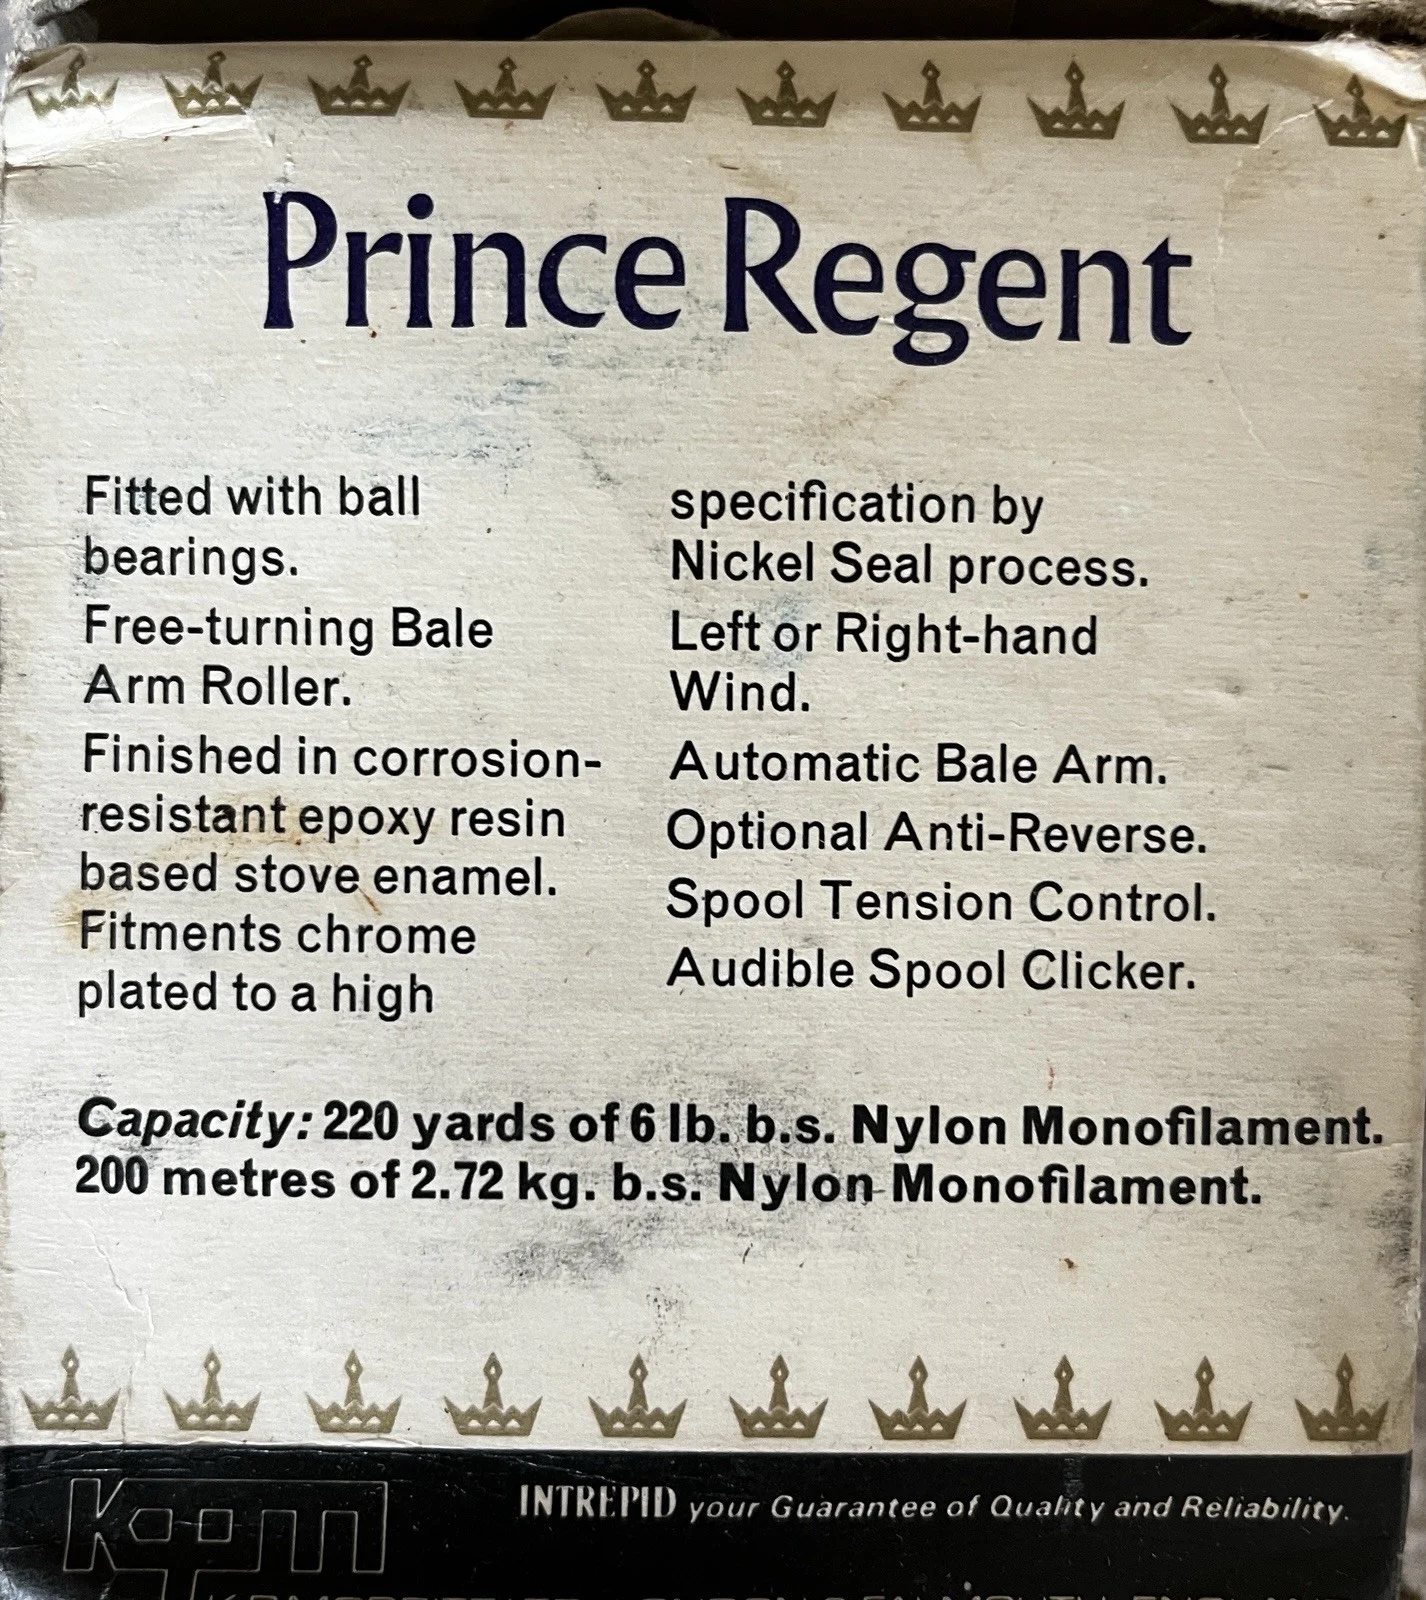 Prince Regent
Fitted with ball
bearings.
Free-turning Bale
Arm Roller.
Finished in corrosion-
resistant epoxy resin
based stove enamel.
Fitments chrome
plated to a high
specification by
Nickel Seal process.
Left or Right-hand
Wind.
Automatic Bale Arm.
Optional Anti-Reverse.
Spool Tension Control.
Audible Spool Clicker.
Capacity: 220 yards of 6 lb. b.s. Nylon Monofilament.
200 metres of 2.72 kg. b.s. Nylon Monofilament.
INTREPID your Guarantee of Quality and Reliability.